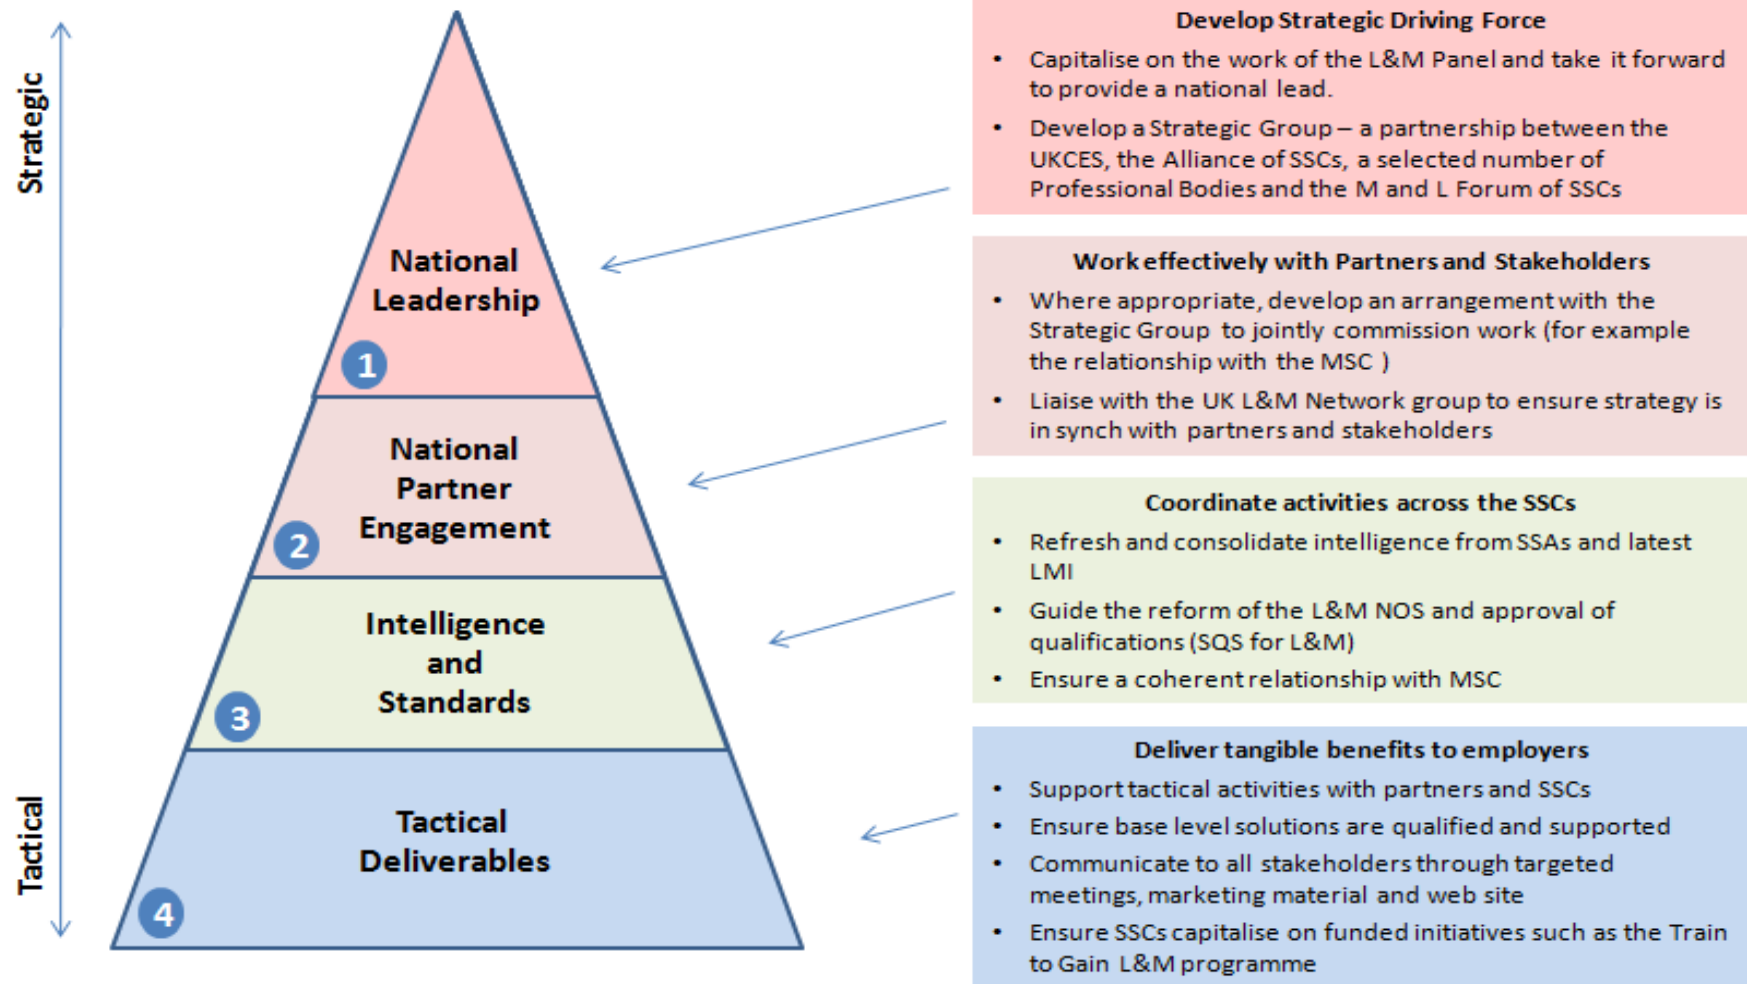 Strategic
Tactical
National
Leadership
1
National
Partner
Engagement
2
Intelligence
and
Standards
3
Tactical
Deliverables
4
Develop Strategic Driving Force
• Capitalise on the work of the L&M Panel and take it forward
to provide a national lead.
• Develop a Strategic Group – a partnership between the
UKCES, the Alliance of SSCs, a selected number of
Professional Bodies and the M and L Forum of SSCs
Work effectively with Partners and Stakeholders
• Where appropriate, develop an arrangement with the
Strategic Group to jointly commission work (for example
the relationship with the MSC )
• Liaise with the UK L&M Network group to ensure strategy is
in synch with partners and stakeholders
Coordinate activities across the SSCs
• Refresh and consolidate intelligence from SSAs and latest
LMI
• Guide the reform of the L&M NOS and approval of
qualifications (SQS for L&M)
• Ensure a coherent relationship with MSC
Deliver tangible benefits to employers
• Support tactical activities with partners and SSCs
• Ensure base level solutions are qualified and supported
• Communicate to all stakeholders through targeted
meetings, marketing material and web site
• Ensure SSCs capitalise on funded initiatives such as the Train
to Gain L&M programme